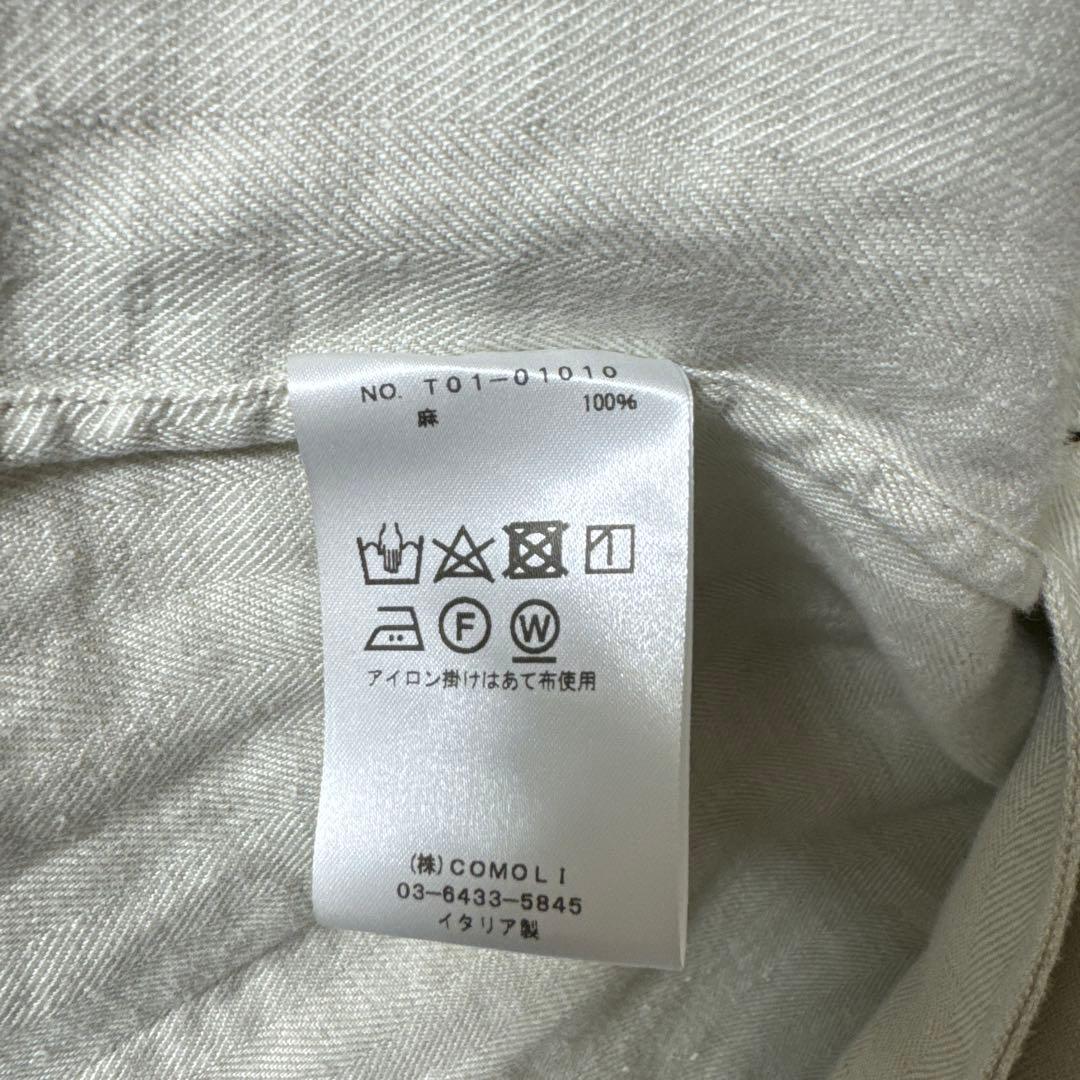 NO. T01-01010
麻 100%
F W
アイロン掛けはあて布使用
(株)COMOLI
03-6433-5845
イタリア製